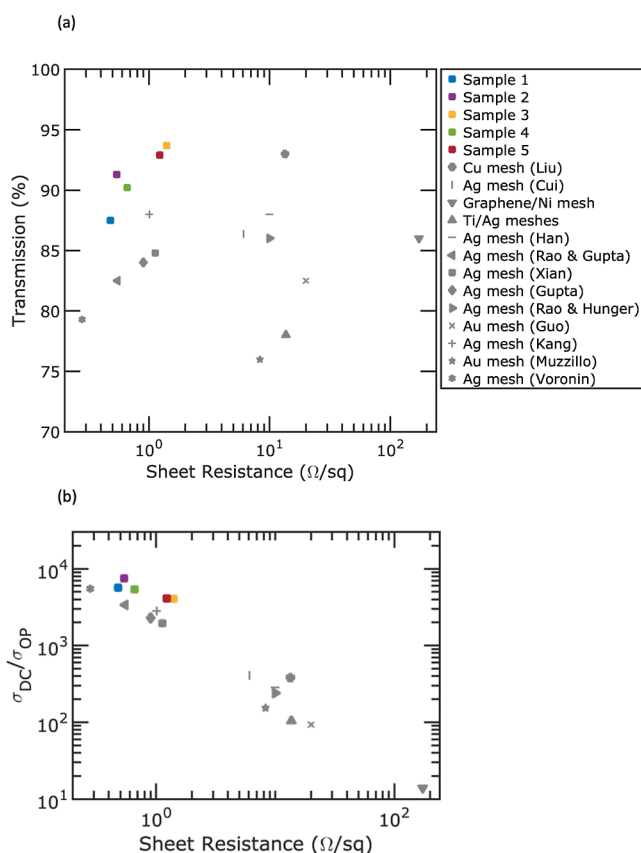 (a)
100
95
90
85
80
75
70
Transmission (%)
10^0
10^1
10^2
Sheet Resistance (Ω/sq)
Sample 1
Sample 2
Sample 3
Sample 4
Sample 5
Cu mesh (Liu)
Ag mesh (Cui)
Graphene/Ni mesh
Ti/Ag meshes
Ag mesh (Han)
Ag mesh (Rao & Gupta)
Ag mesh (Xian)
Ag mesh (Gupta)
Ag mesh (Rao & Hunger)
Au mesh (Guo)
Ag mesh (Kang)
Au mesh (Muzzillo)
Ag mesh (Voronin)
(b)
10^4
10^3
10^2
10^1
σDC/σOP
10^0
10^1
10^2
Sheet Resistance (Ω/sq)